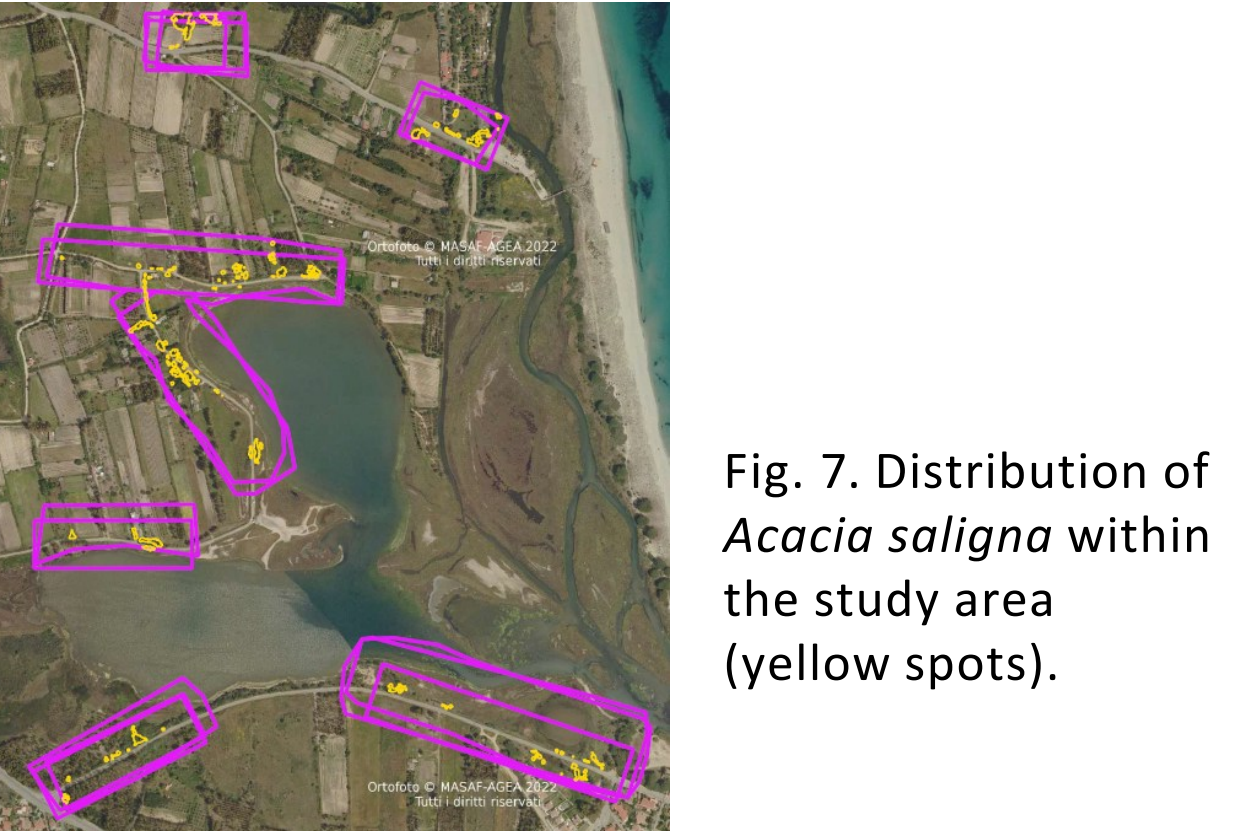 Ortofoto © MASAF-AGEA 2022
Tutti i diritti riservati
Fig. 7. Distribution of
Acacia saligna within
the study area
(yellow spots).
Ortofoto © MASAF-AGEA 2022
Tutti i diritti riservati